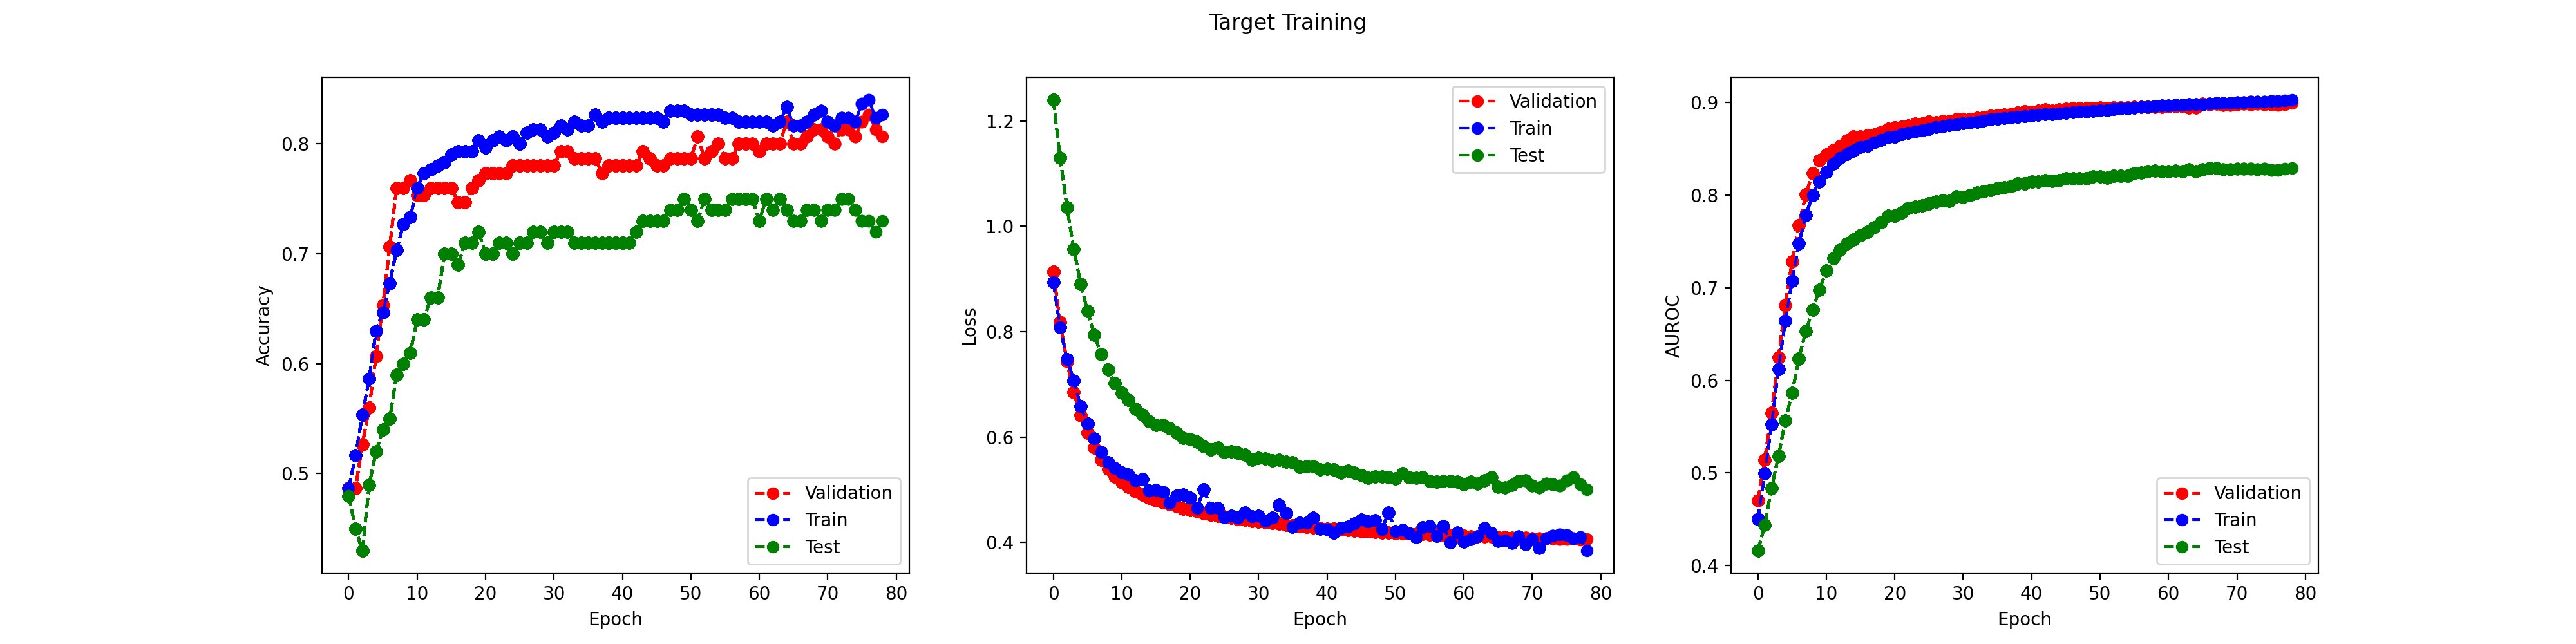 Target Training
Accuracy
0.8
0.7
0.6
0.5
Validation
Train
Test
0 10 20 30 40 50 60 70 80
Epoch
Loss
1.2
1.0
0.8
0.6
0.4
Validation
Train
Test
0 10 20 30 40 50 60 70 80
Epoch
AUROC
0.9
0.8
0.7
0.6
0.5
0.4
Validation
Train
Test
0 10 20 30 40 50 60 70 80
Epoch